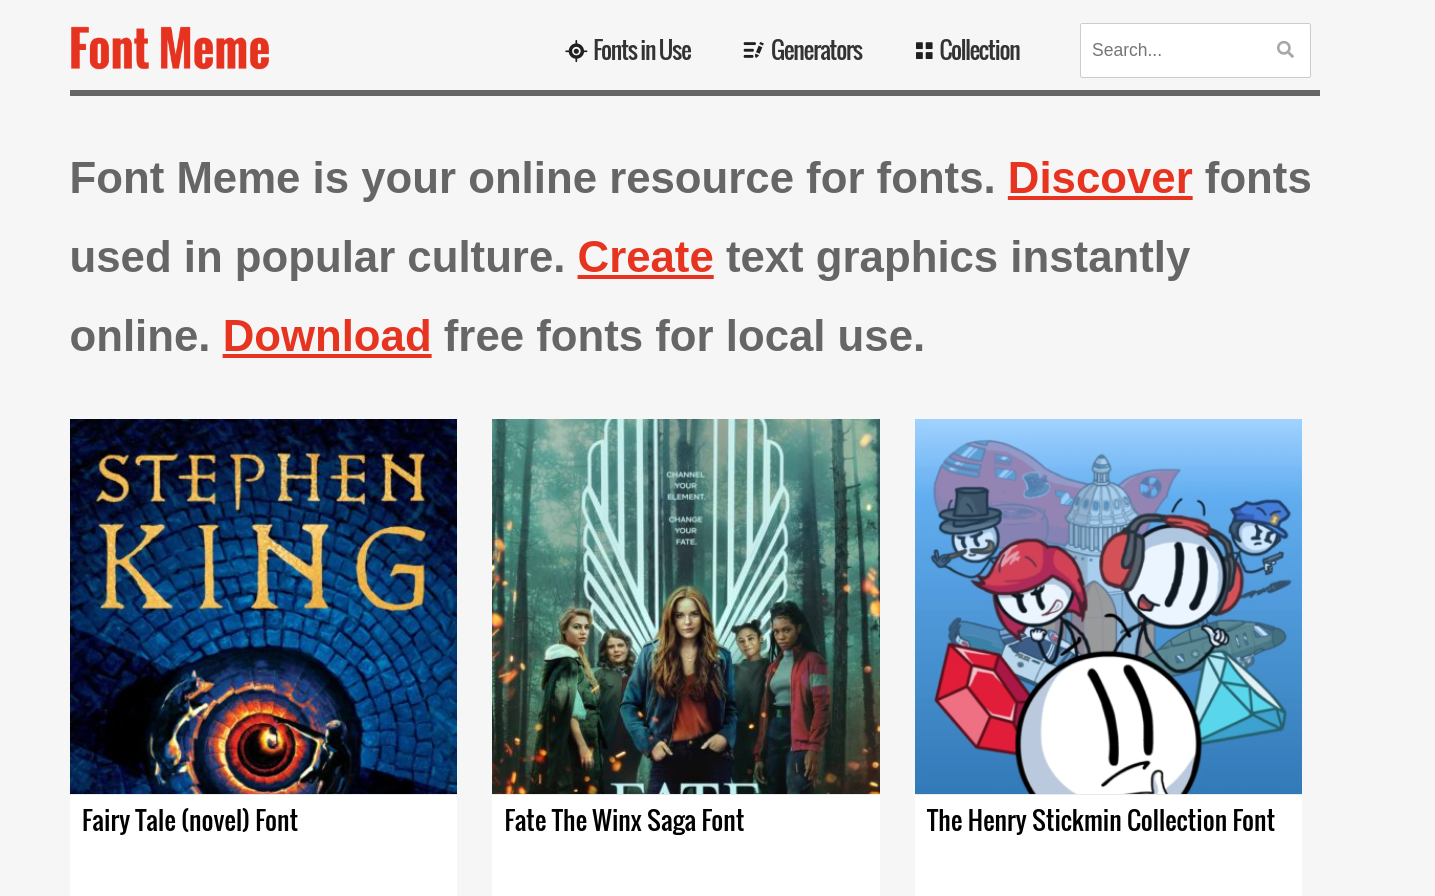 Font Meme
Fonts in Use
Generators
Collection
Search...
Font Meme is your online resource for fonts. Discover fonts
used in popular culture. Create text graphics instantly
online. Download free fonts for local use.
STEPHEN
KING
CHANNEL
YOUR
ELEMENT.
CHANGE
YOUR
FATE.
FATE
Fairy Tale (novel) Font
Fate The Winx Saga Font
The Henry Stickmin Collection Font